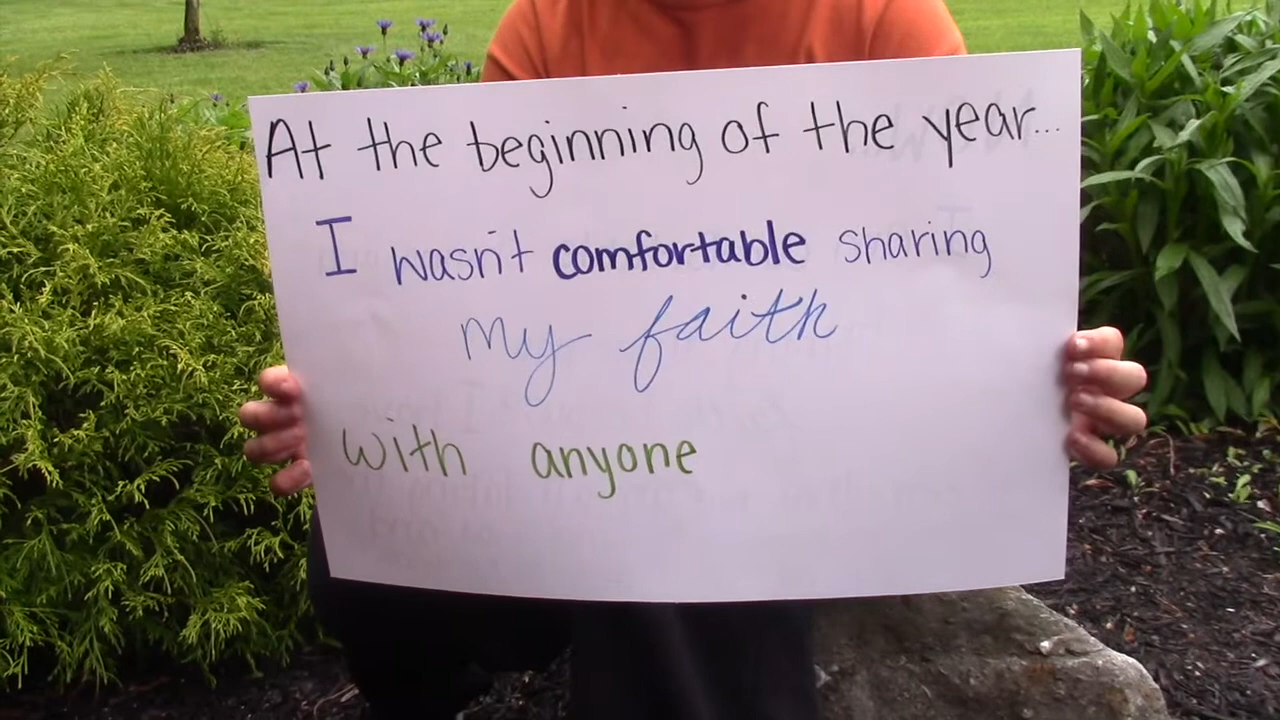 At the beginning of the year...
I wasn't comfortable sharing
my faith
with anyone